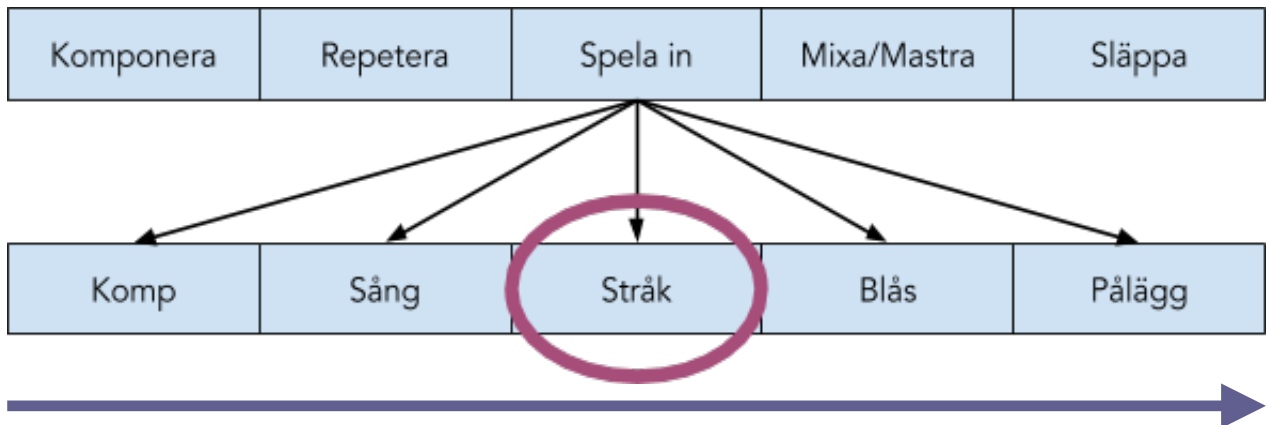 Komponera Repetera Spela in Mixa/Mastra Släppa
Komp Sång Stråk Blås Pålägg